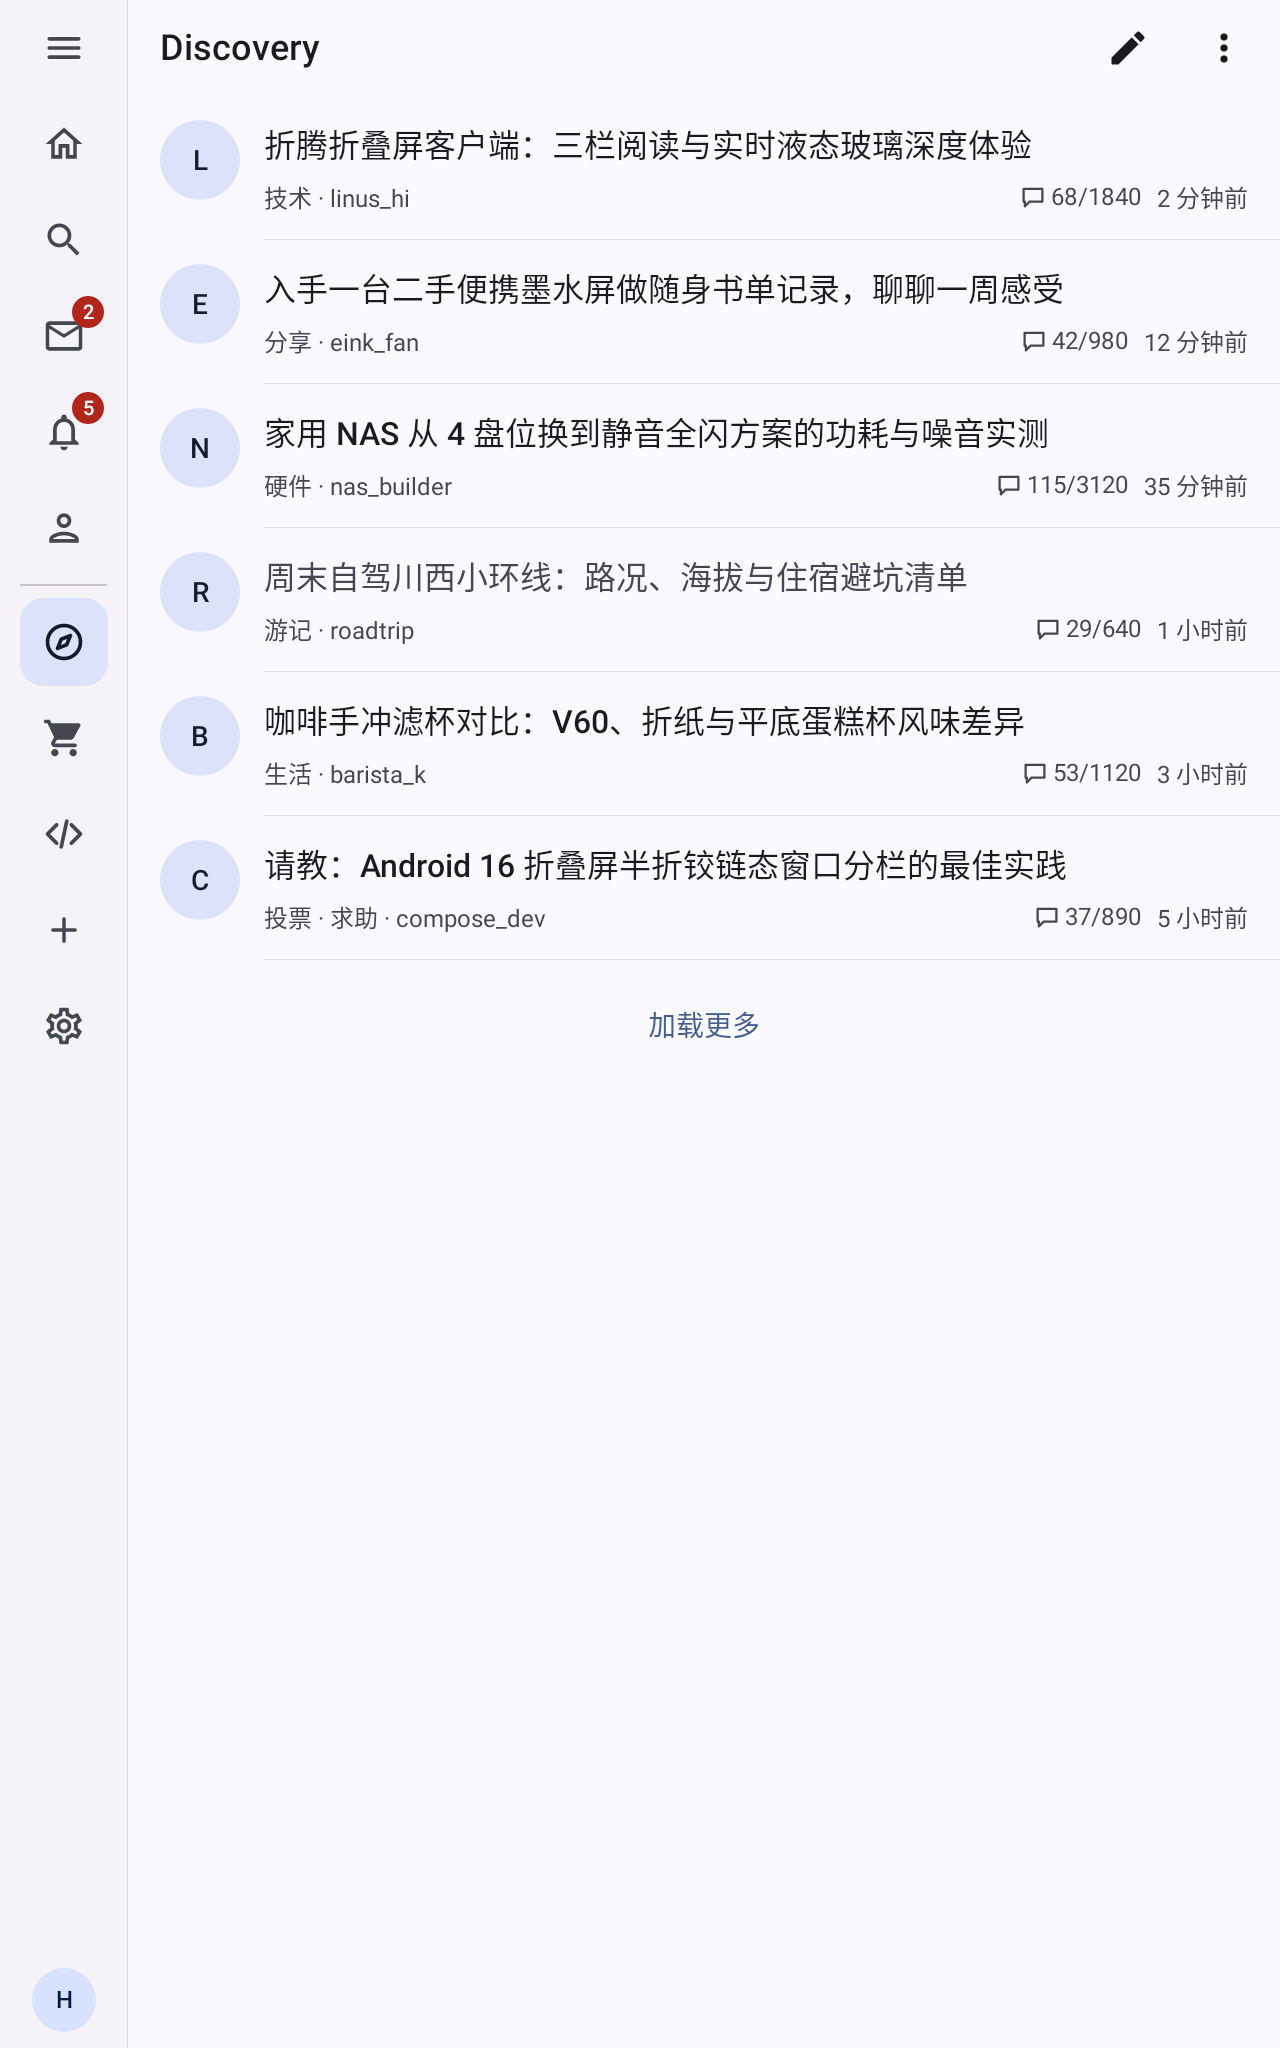 Discovery
L
折腾折叠屏客户端：三栏阅读与实时液态玻璃深度体验
技术 · linus_hi
68/1840 2 分钟前
E
入手一台二手便携墨水屏做随身书单记录，聊聊一周感受
分享 · eink_fan
42/980 12 分钟前
2
5
N
家用 NAS 从 4 盘位换到静音全闪方案的功耗与噪音实测
硬件 · nas_builder
115/3120 35 分钟前
R
周末自驾川西小环线：路况、海拔与住宿避坑清单
游记 · roadtrip
29/640 1 小时前
B
咖啡手冲滤杯对比：V60、折纸与平底蛋糕杯风味差异
生活 · barista_k
53/1120 3 小时前
C
请教：Android 16 折叠屏半折铰链态窗口分栏的最佳实践
投票 · 求助 · compose_dev
37/890 5 小时前
加载更多
H